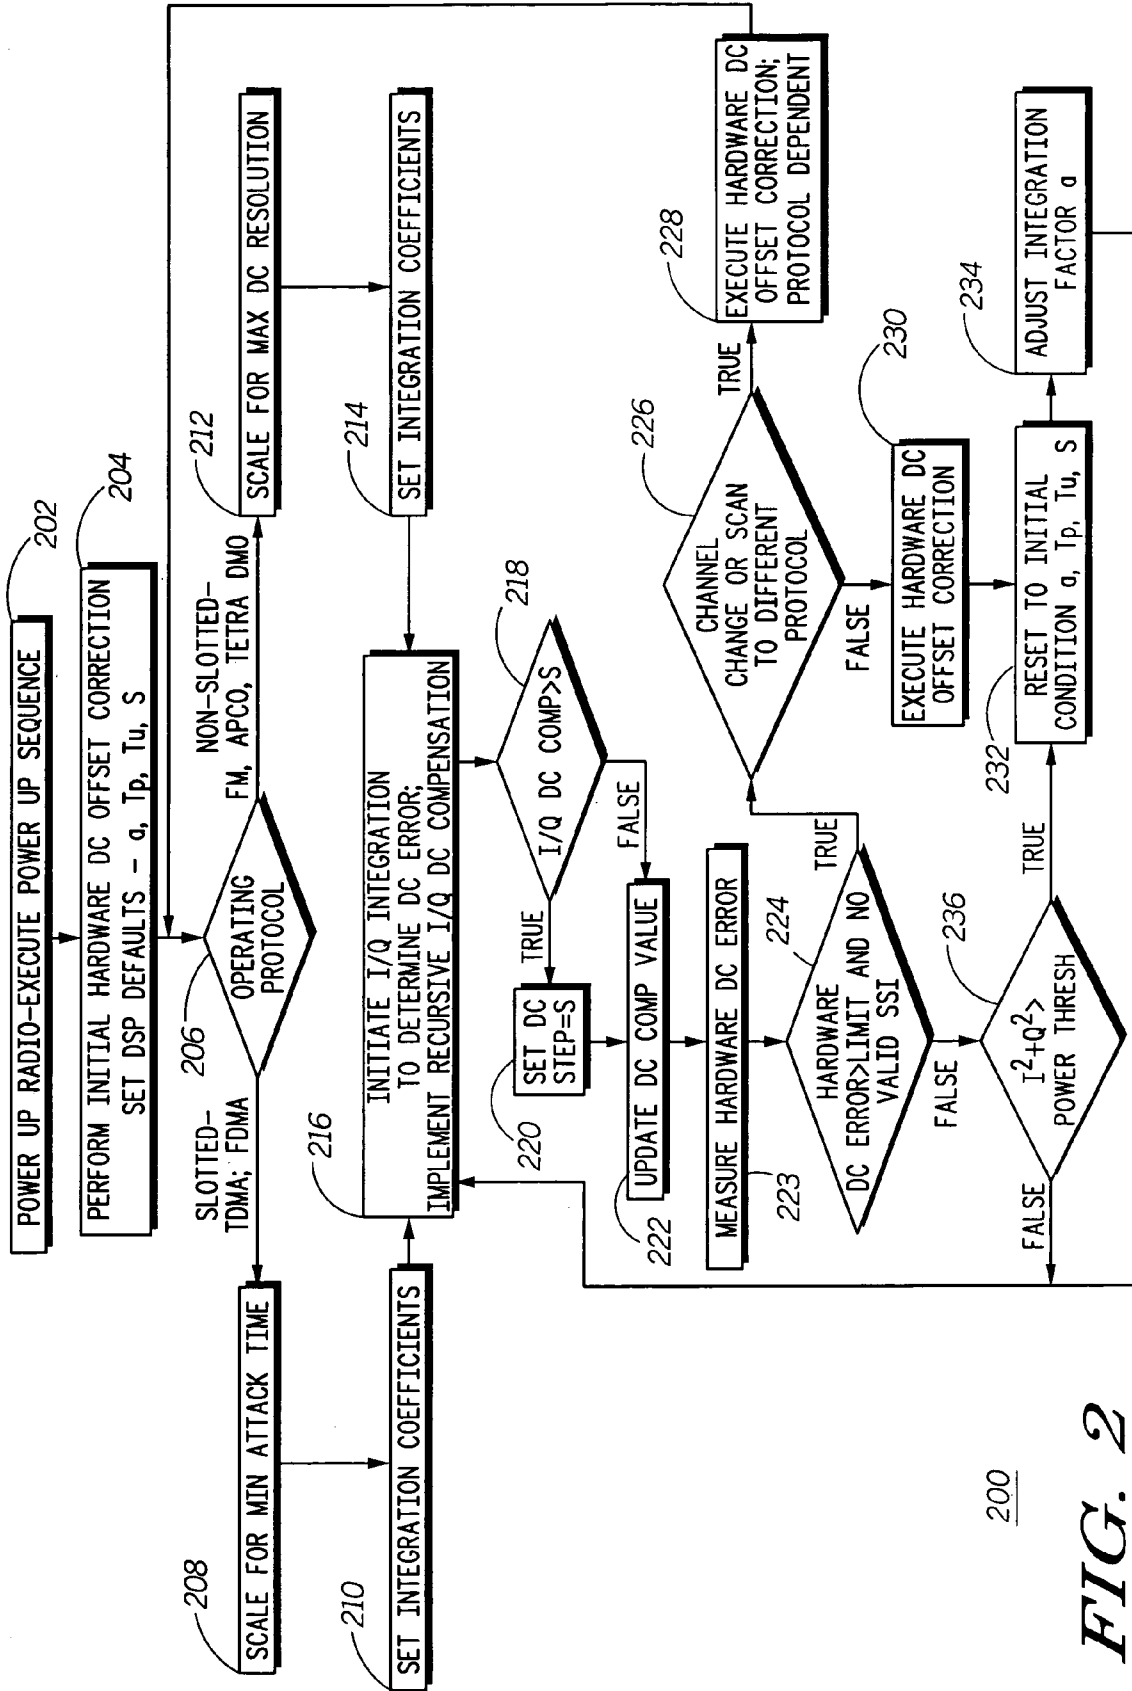 POWER UP RADIO-EXECUTE POWER UP SEQUENCE
202
PERFORM INITIAL HARDWARE DC OFFSET CORRECTION
SET DSP DEFAULTS - a, Tp, Tu, S
204
OPERATING
PROTOCOL
206
SLOTTED-
TDMA; FDMA
NON-SLOTTED-
FM, APCO, TETRA DMO
208
SCALE FOR MIN ATTACK TIME
212
SCALE FOR MAX DC RESOLUTION
210
SET INTEGRATION COEFFICIENTS
214
SET INTEGRATION COEFFICIENTS
216
INITIATE I/Q INTEGRATION
TO DETERMINE DC ERROR;
IMPLEMENT RECURSIVE I/Q DC COMPENSATION
218
I/Q DC COMP>S
TRUE
FALSE
220
SET DC
STEP=S
222
UPDATE DC COMP VALUE
223
MEASURE HARDWARE DC ERROR
224
HARDWARE
DC ERROR>LIMIT AND NO
VALID SSI
TRUE
FALSE
226
CHANNEL
CHANGE OR SCAN
TO DIFFERENT
PROTOCOL
TRUE
FALSE
228
EXECUTE HARDWARE DC
OFFSET CORRECTION;
PROTOCOL DEPENDENT
230
EXECUTE HARDWARE DC
OFFSET CORRECTION
232
RESET TO INITIAL
CONDITION a, Tp, Tu, S
234
ADJUST INTEGRATION
FACTOR a
236
I²+Q²>
POWER THRESH
TRUE
FALSE
200
FIG. 2